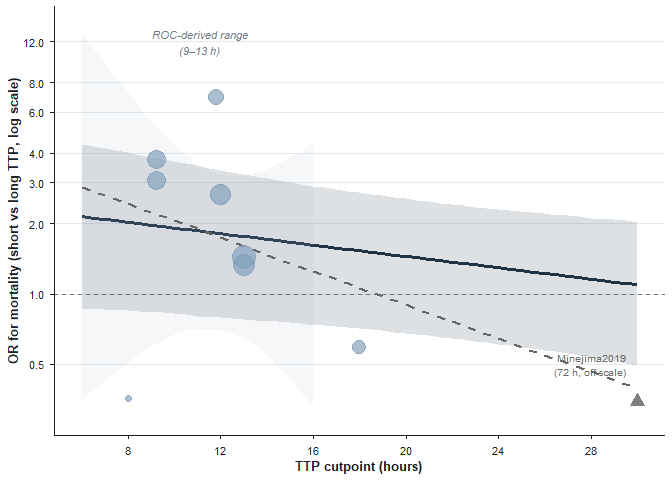 ROC-derived range
(9–13 h)
12.0
8.0
6.0
4.0
3.0
2.0
1.0
0.5
OR for mortality (short vs long TTP, log scale)
Minejima2019
(72 h, off scale)
8
12
16
20
24
28
TTP cutpoint (hours)